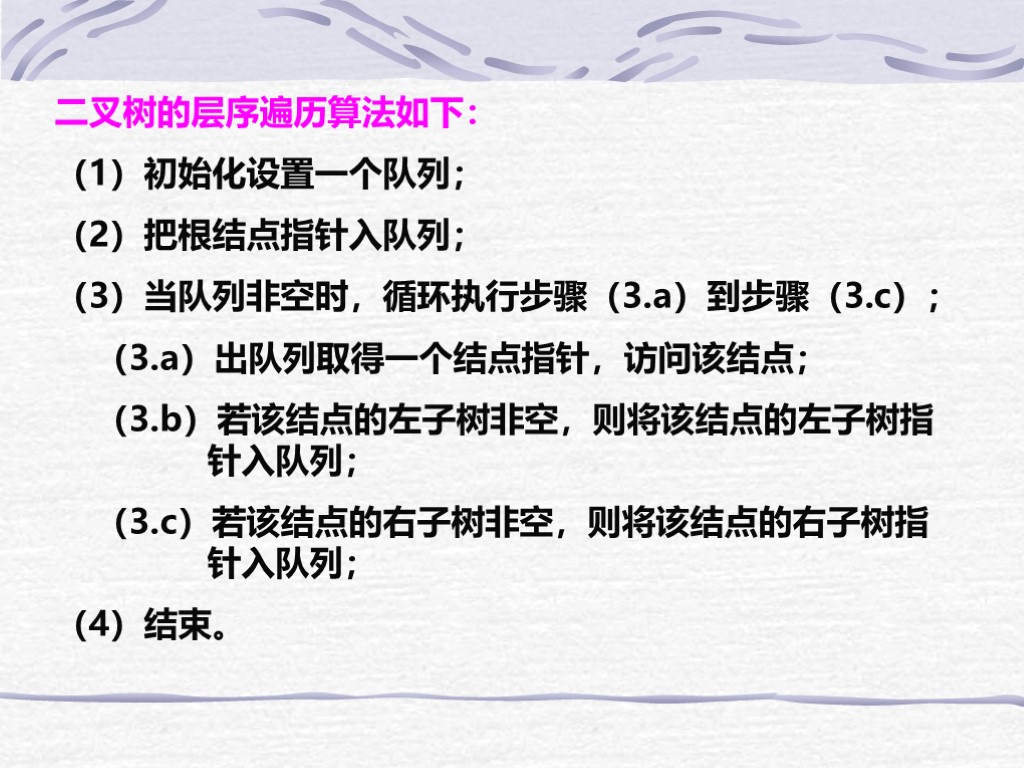 二叉树的层序遍历算法如下：
（1）初始化设置一个队列；
（2）把根结点指针入队列；
（3）当队列非空时，循环执行步骤（3.a）到步骤（3.c）；
（3.a）出队列取得一个结点指针，访问该结点；
（3.b）若该结点的左子树非空，则将该结点的左子树指
针入队列；
（3.c）若该结点的右子树非空，则将该结点的右子树指
针入队列；
（4）结束。